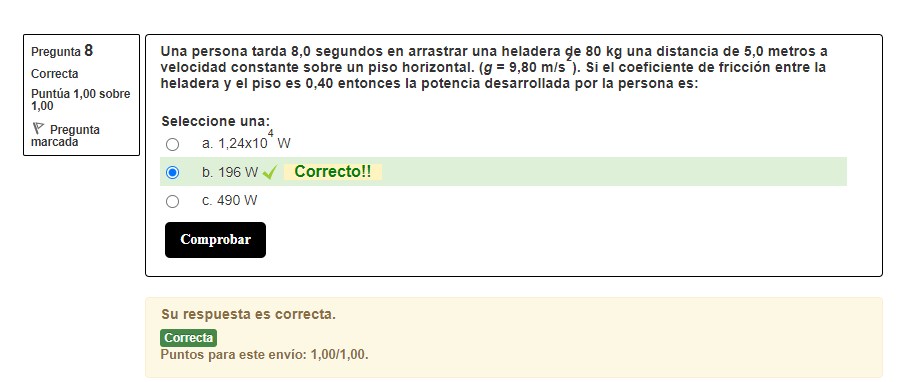 Pregunta 8
Correcta
Puntúa 1,00 sobre
1,00
Pregunta
marcada
Una persona tarda 8,0 segundos en arrastrar una heladera de 80 kg una distancia de 5,0 metros a
velocidad constante sobre un piso horizontal. (g = 9,80 m/s²). Si el coeficiente de fricción entre la
heladera y el piso es 0,40 entonces la potencia desarrollada por la persona es:
Seleccione una:
a. 1,24x10⁴ W
b. 196 W Correcto!!
c. 490 W
Comprobar
Su respuesta es correcta.
Correcta
Puntos para este envío: 1,00/1,00.